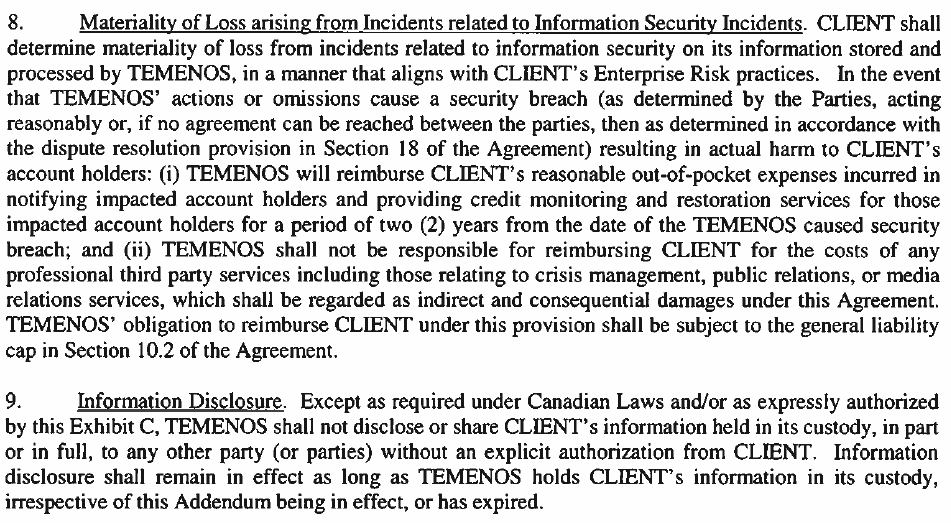 8. Materiality of Loss arising from Incidents related to Information Security Incidents. CLIENT shall
determine materiality of loss from incidents related to information security on its information stored and
processed by TEMENOS, in a manner that aligns with CLIENT's Enterprise Risk practices. In the event
that TEMENOS' actions or omissions cause a security breach (as determined by the Parties, acting
reasonably or, if no agreement can be reached between the parties, then as determined in accordance with
the dispute resolution provision in Section 18 of the Agreement) resulting in actual harm to CLIENT's
account holders: (i) TEMENOS will reimburse CLIENT's reasonable out-of-pocket expenses incurred in
notifying impacted account holders and providing credit monitoring and restoration services for those
impacted account holders for a period of two (2) years from the date of the TEMENOS caused security
breach; and (ii) TEMENOS shall not be responsible for reimbursing CLIENT for the costs of any
professional third party services including those relating to crisis management, public relations, or media
relations services, which shall be regarded as indirect and consequential damages under this Agreement.
TEMENOS' obligation to reimburse CLIENT under this provision shall be subject to the general liability
cap in Section 10.2 of the Agreement.
9. Information Disclosure. Except as required under Canadian Laws and/or as expressly authorized
by this Exhibit C, TEMENOS shall not disclose or share CLIENT's information held in its custody, in part
or in full, to any other party (or parties) without an explicit authorization from CLIENT. Information
disclosure shall remain in effect as long as TEMENOS holds CLIENT's information in its custody,
irrespective of this Addendum being in effect, or has expired.